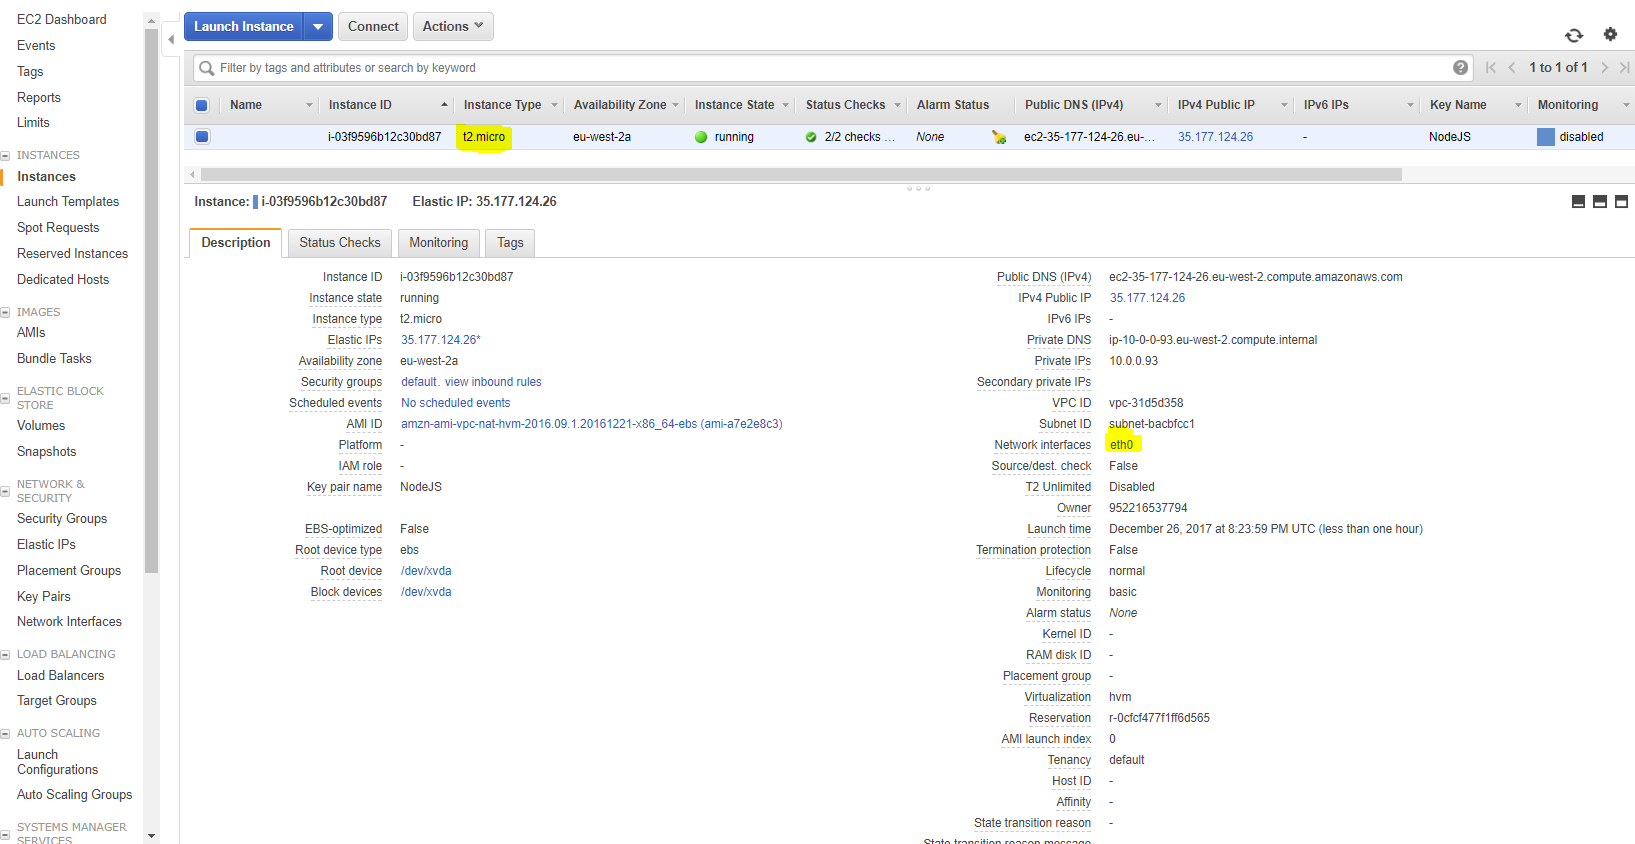 EC2 Dashboard
Events
Tags
Reports
Limits
INSTANCES
Instances
Launch Templates
Spot Requests
Reserved Instances
Dedicated Hosts
IMAGES
AMIs
Bundle Tasks
ELASTIC BLOCK
STORE
Volumes
Snapshots
NETWORK &
SECURITY
Security Groups
Elastic IPs
Placement Groups
Key Pairs
Network Interfaces
LOAD BALANCING
Load Balancers
Target Groups
AUTO SCALING
Launch
Configurations
Auto Scaling Groups
SYSTEMS MANAGER
SERVICES
Launch Instance Connect Actions
Filter by tags and attributes or search by keyword 1 to 1 of 1
Name Instance ID Instance Type Availability Zone Instance State Status Checks Alarm Status Public DNS (IPv4) IPv4 Public IP IPv6 IPs Key Name Monitoring
i-03f9596b12c30bd87 t2.micro eu-west-2a running 2/2 checks ... None ec2-35-177-124-26.eu-... 35.177.124.26 - NodeJS disabled
Instance: i-03f9596b12c30bd87 Elastic IP: 35.177.124.26
Description Status Checks Monitoring Tags
Instance ID i-03f9596b12c30bd87
Instance state running
Instance type t2.micro
Elastic IPs 35.177.124.26*
Availability zone eu-west-2a
Security groups default. view inbound rules
Scheduled events No scheduled events
AMI ID amzn-ami-vpc-nat-hvm-2016.09.1.20161221-x86_64-ebs (ami-a7e2e8c3)
Platform -
IAM role -
Key pair name NodeJS
EBS-optimized False
Root device type ebs
Root device /dev/xvda
Block devices /dev/xvda
Public DNS (IPv4) ec2-35-177-124-26.eu-west-2.compute.amazonaws.com
IPv4 Public IP 35.177.124.26
IPv6 IPs -
Private DNS ip-10-0-0-93.eu-west-2.compute.internal
Private IPs 10.0.0.93
Secondary private IPs
VPC ID vpc-31d5d358
Subnet ID subnet-bacbfcc1
Network interfaces eth0
Source/dest. check False
T2 Unlimited Disabled
Owner 952216537794
Launch time December 26, 2017 at 8:23:59 PM UTC (less than one hour)
Termination protection False
Lifecycle normal
Monitoring basic
Alarm status None
Kernel ID -
RAM disk ID -
Placement group -
Virtualization hvm
Reservation r-0cfcf477f1ff6d565
AMI launch index 0
Tenancy default
Host ID -
Affinity -
State transition reason -
State transition reason message